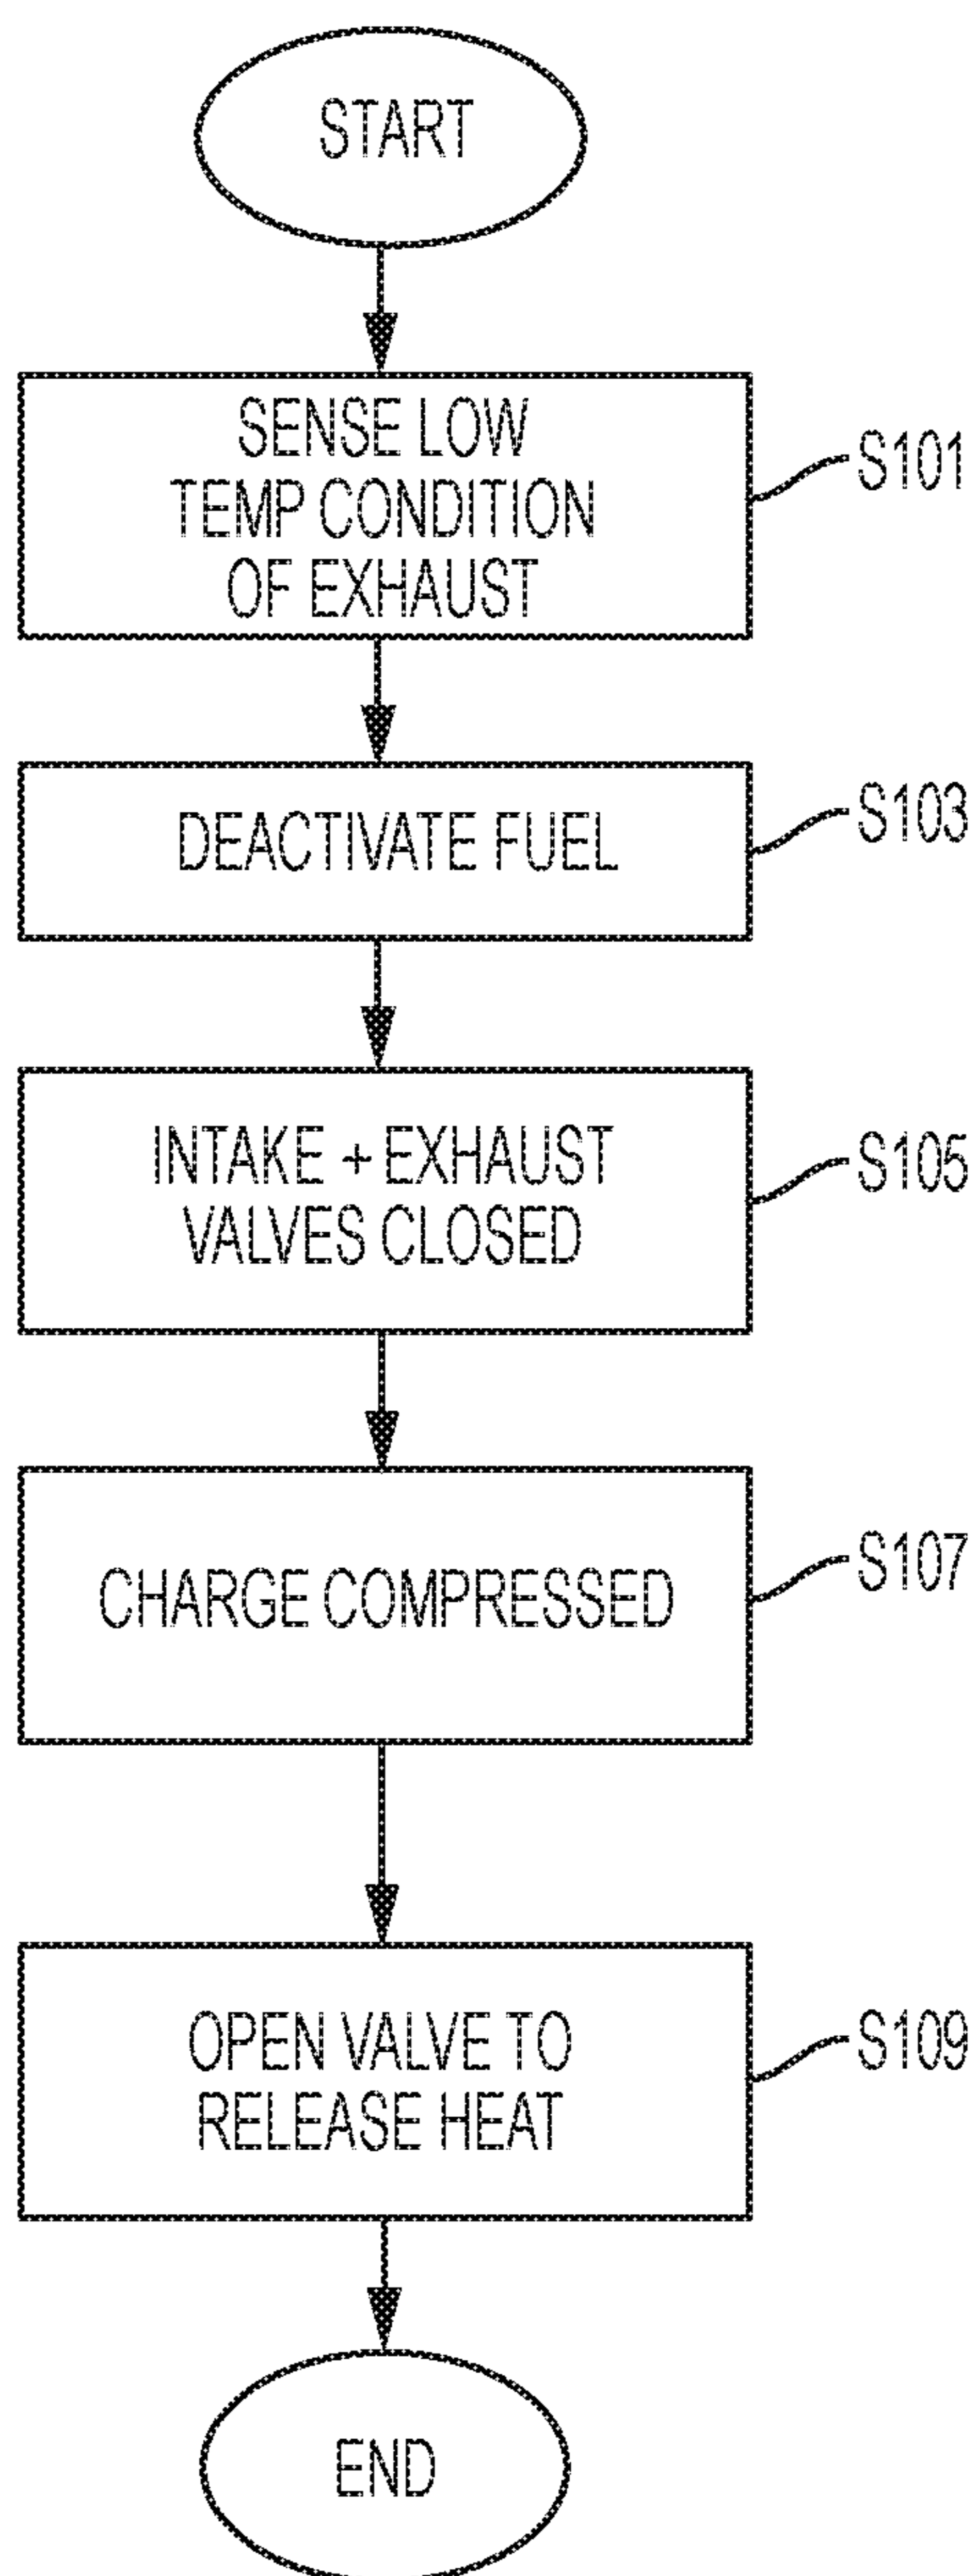 START
SENSE LOW
TEMP CONDITION
OF EXHAUST
S101
DEACTIVATE FUEL
S103
INTAKE + EXHAUST
VALVES CLOSED
S105
CHARGE COMPRESSED
S107
OPEN VALVE TO
RELEASE HEAT
S109
END